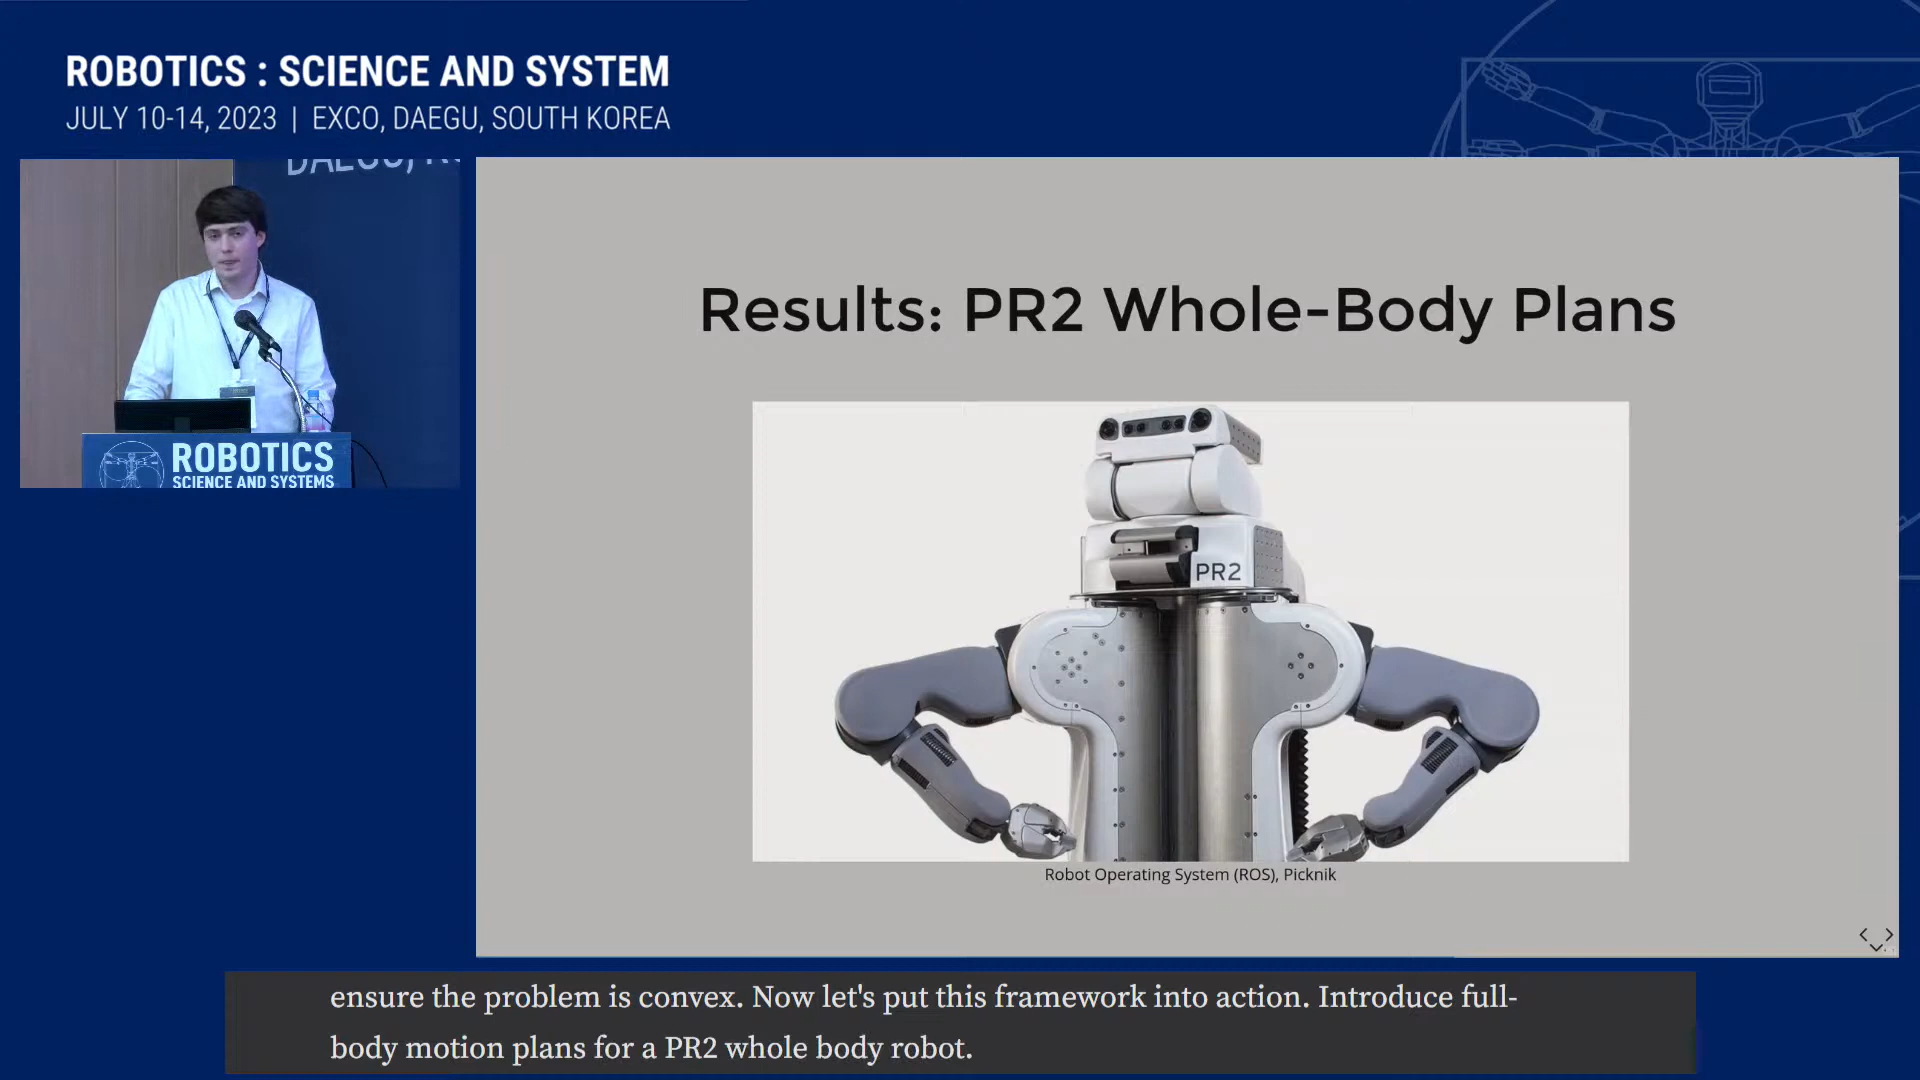 ROBOTICS : SCIENCE AND SYSTEM
JULY 10-14, 2023 | EXCO, DAEGU, SOUTH KOREA
ROBOTICS
SCIENCE AND SYSTEMS
Results: PR2 Whole-Body Plans
PR2
Robot Operating System (ROS), Picknik
ensure the problem is convex. Now let's put this framework into action. Introduce full-
body motion plans for a PR2 whole body robot.